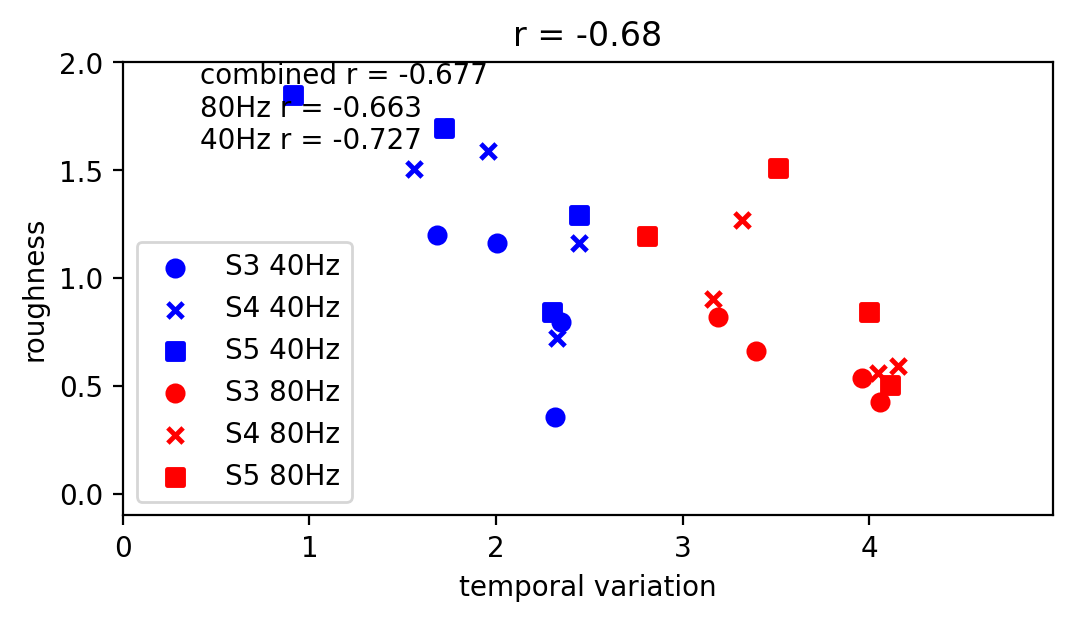 r = -0.68
combined r = -0.677
80Hz r = -0.663
40Hz r = -0.727
roughness
2.0
1.5
1.0
0.5
0.0
S3 40Hz
S4 40Hz
S5 40Hz
S3 80Hz
S4 80Hz
S5 80Hz
0 1 2 3 4
temporal variation